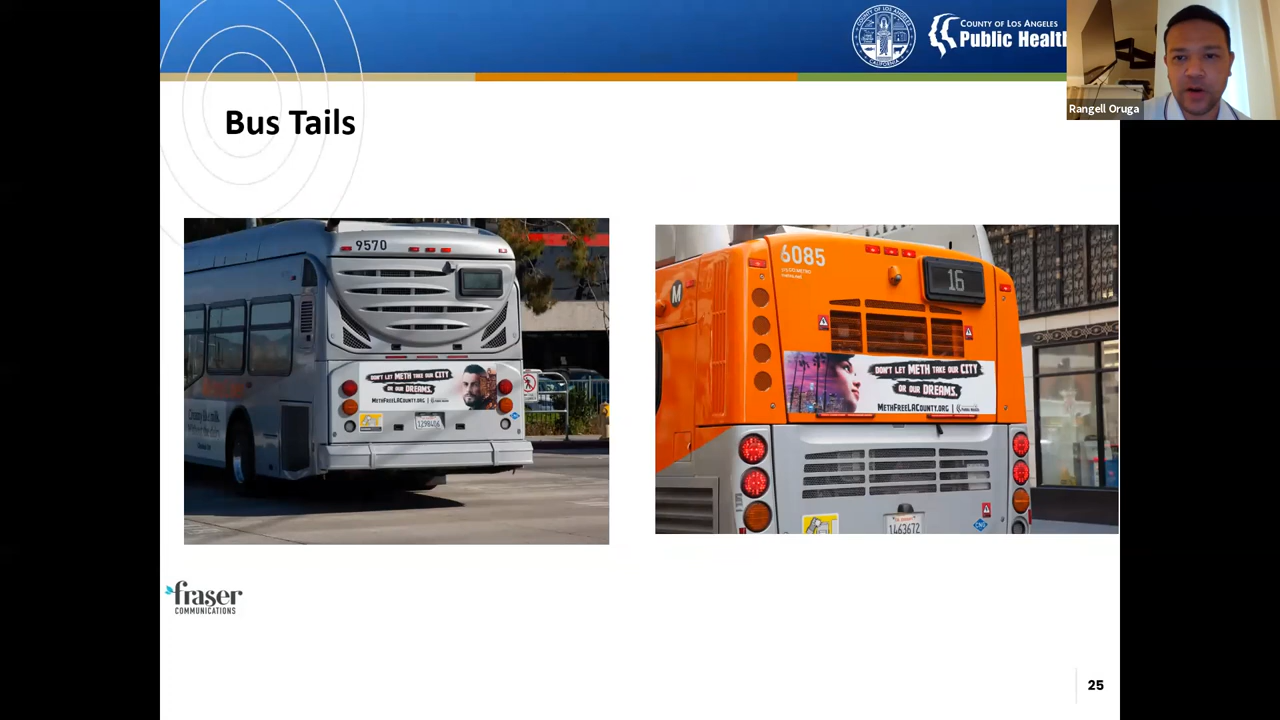 COUNTY OF LOS ANGELES
Public Health
Rangell Oruga
Bus Tails
9570
DON'T LET METH TAKE OUR CITY
OR OUR DREAMS.
METHFREELACOUNTY.ORG
6085
M
16
DON'T LET METH TAKE OUR CITY
OR OUR DREAMS.
METHFREELACOUNTY.ORG
CNG
1463672
fraser
COMMUNICATIONS
25